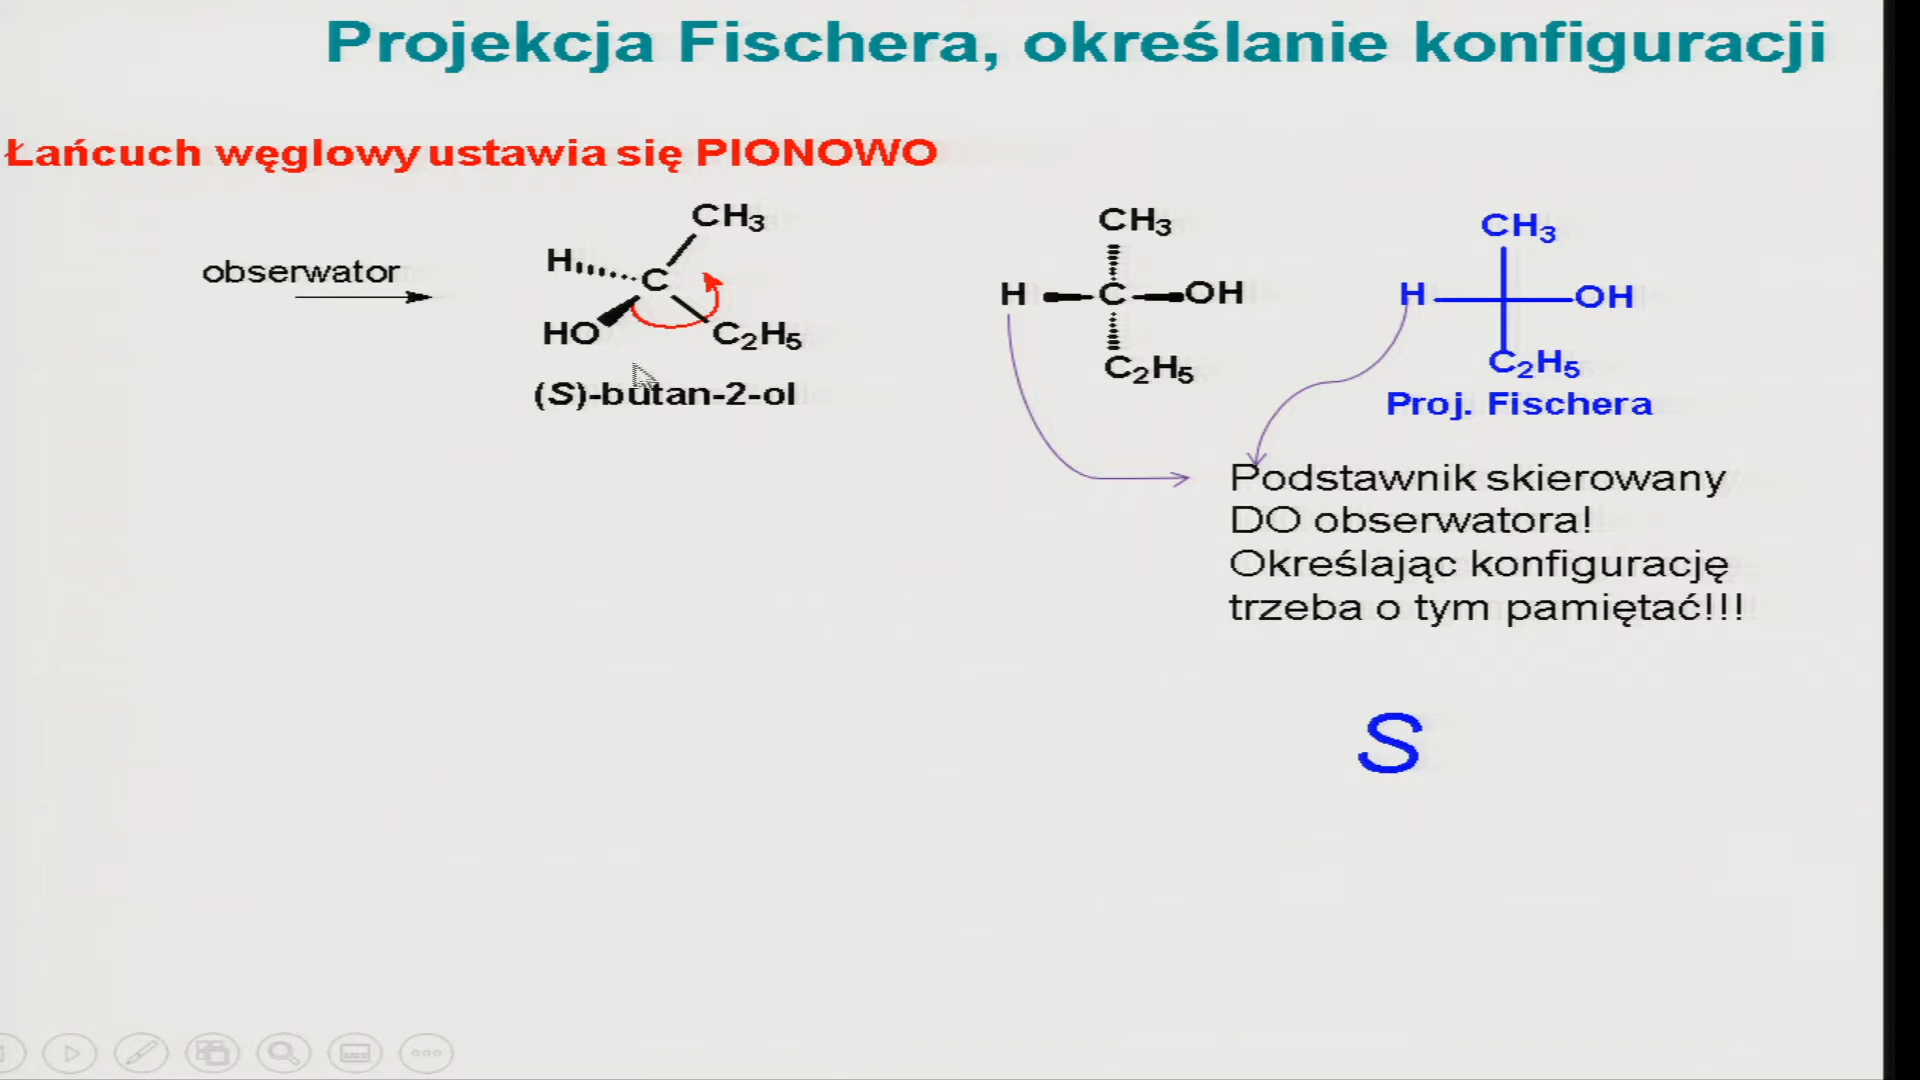 Projekcja Fischera, określanie konfiguracji
Łańcuch węglowy ustawia się PIONOWO
obserwator
CH3
H
C
HO
C2H5
(S)-butan-2-ol
CH3
H C OH
C2H5
CH3
H OH
C2H5
Proj. Fischera
Podstawnik skierowany
DO obserwatora!
Określając konfigurację
trzeba o tym pamiętać!!!
S